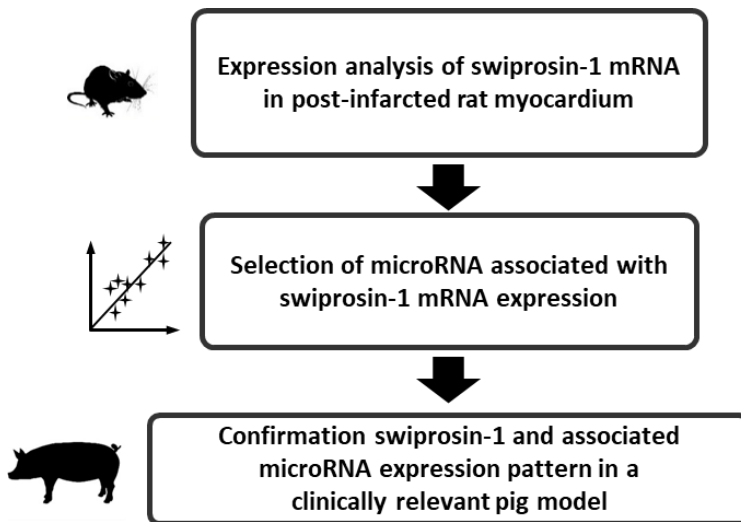 Expression analysis of swiprosin-1 mRNA
in post-infarcted rat myocardium
Selection of microRNA associated with
swiprosin-1 mRNA expression
Confirmation swiprosin-1 and associated
microRNA expression pattern in a
clinically relevant pig model